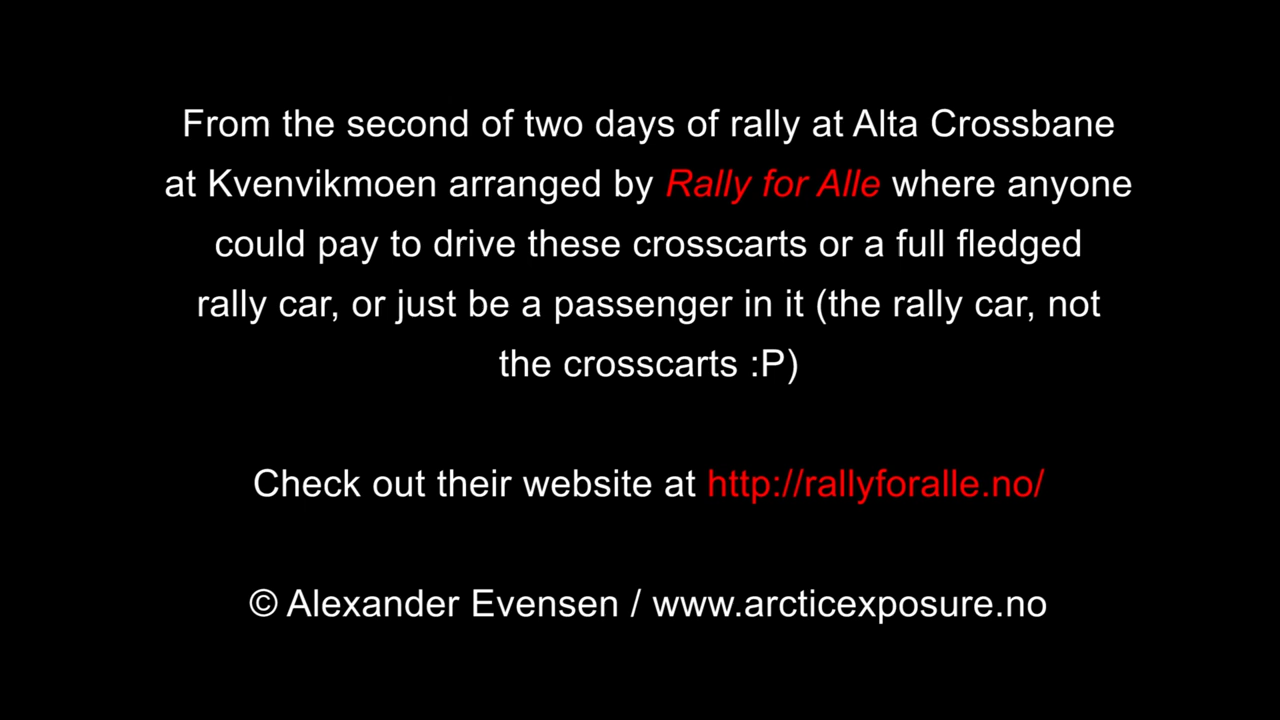 From the second of two days of rally at Alta Crossbane
at Kvenvikmoen arranged by Rally for Alle where anyone
could pay to drive these crosscarts or a full fledged
rally car, or just be a passenger in it (the rally car, not
the crosscarts :P)
Check out their website at http://rallyforalle.no/
© Alexander Evensen / www.arcticexposure.no